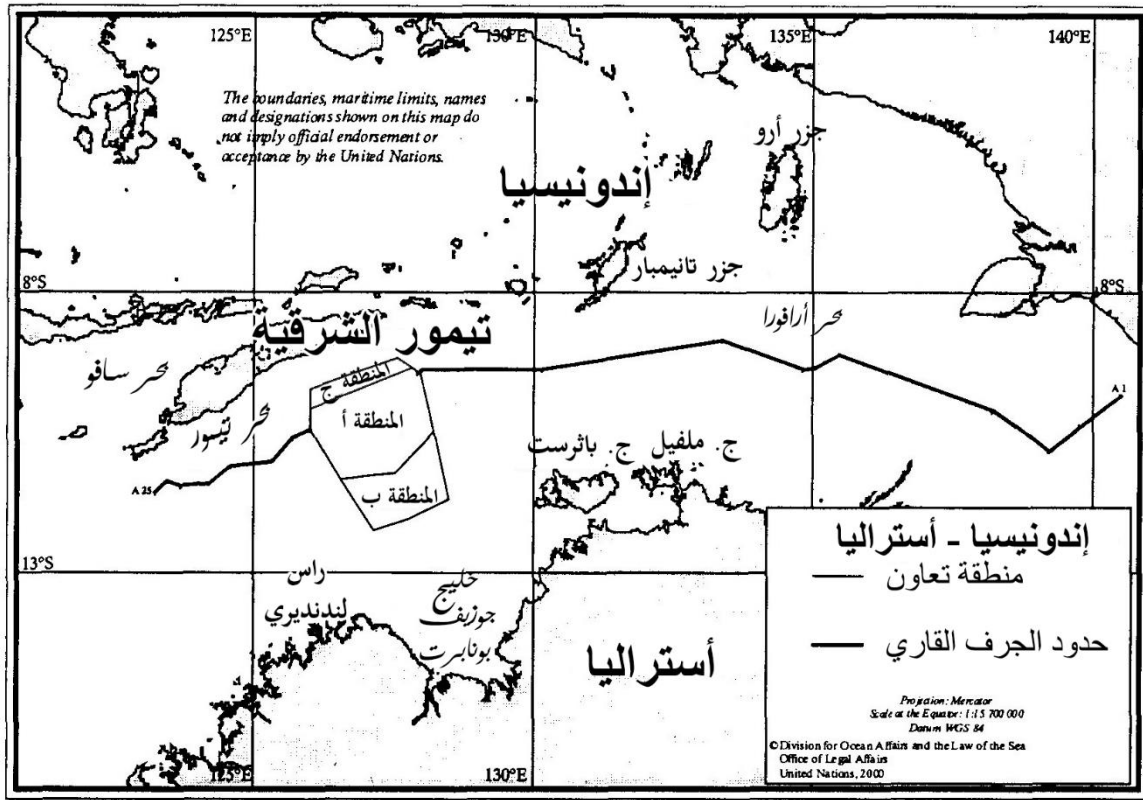 125°E
130°E
135°E
140°E
The boundaries, maritime limits, names
and designations shown on this map do
not imply official endorsement or
acceptance by the United Nations.
جزر أرو
إندونيسيا
جزر تانيمبار
8°S
8°S
بحر أرافورا
تيمور الشرقية
بحر سافو
المنطقة ج
A 1
المنطقة أ
بحر تيمور
ج. ملفيل
ج. باثرست
A 25
المنطقة ب
13°S
راس
لندنديري
خليج
جوزيف
بونابرت
أستراليا
إندونيسيا - أستراليا
منطقة تعاون
حدود الجرف القاري
Projection: Mercator
Scale at the Equator: 1:15 700 000
Datum WGS 84
© Division for Ocean Affairs and the Law of the Sea
Office of Legal Affairs
United Nations, 2000
125°E
130°E